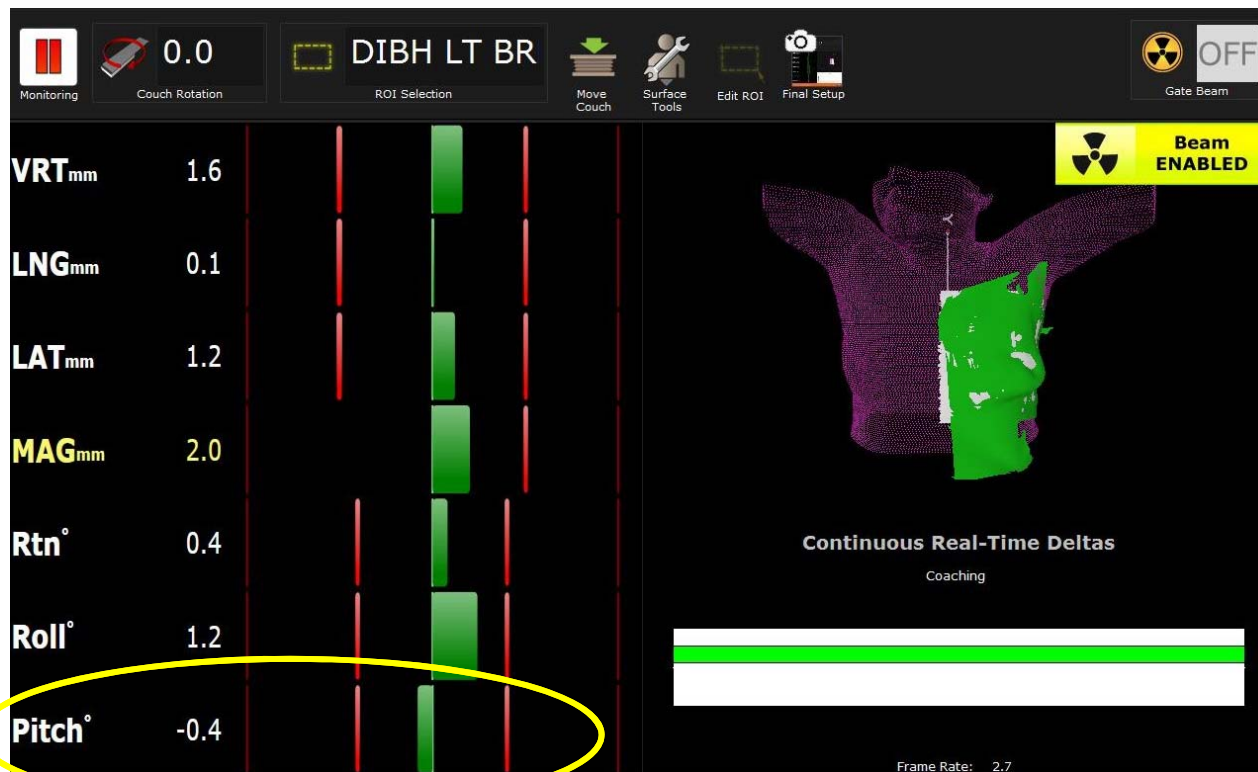 Monitoring
0.0
Couch Rotation
DIBH LT BR
ROI Selection
Move Couch
Surface Tools
Edit ROI
Final Setup
OFF
Gate Beam
Beam ENABLED
VRTmm 1.6
LNGmm 0.1
LATmm 1.2
MAGmm 2.0
Rtn° 0.4
Roll° 1.2
Pitch° -0.4
Y
Continuous Real-Time Deltas
Coaching
Frame Rate: 2.7